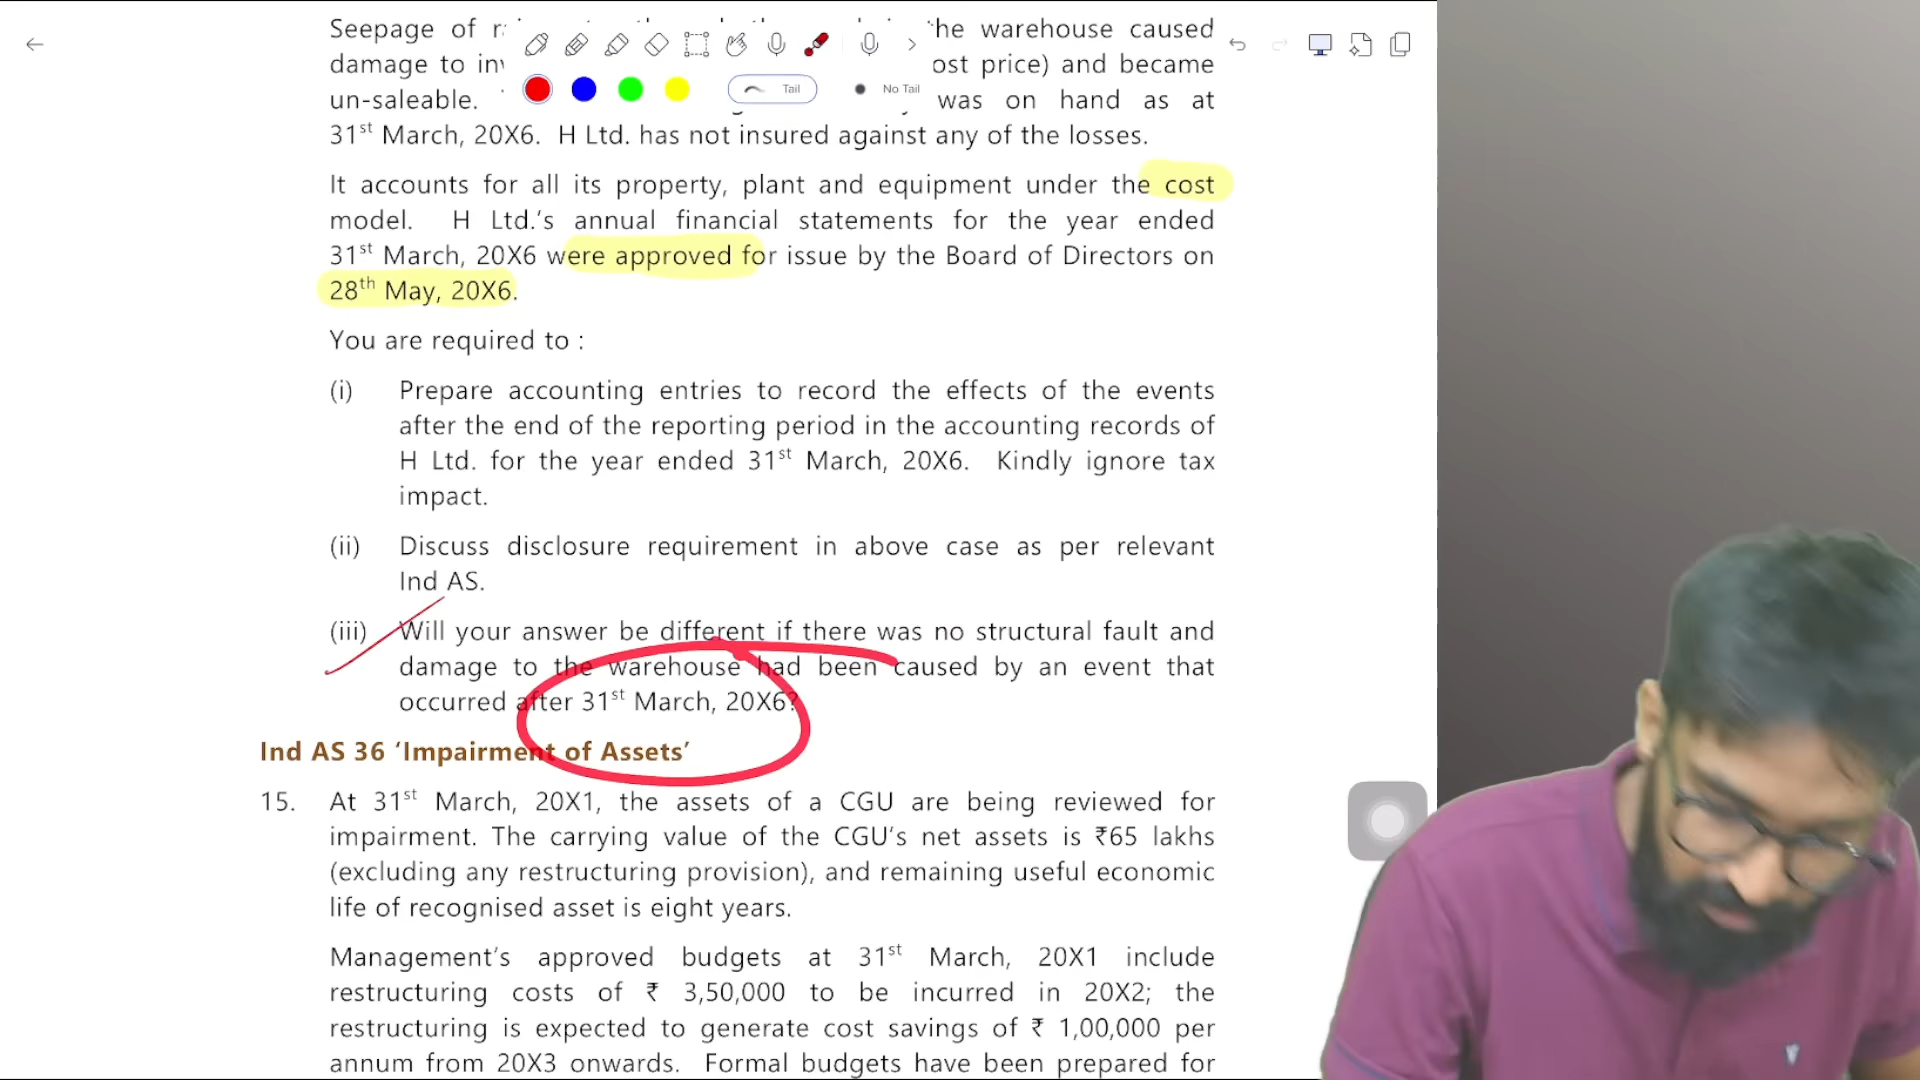 Seepage of the warehouse caused
damage to ost price) and became
un-saleable. was on hand as at
31st March, 20X6. H Ltd. has not insured against any of the losses.
Tail
No Tail
It accounts for all its property, plant and equipment under the cost
model. H Ltd.'s annual financial statements for the year ended
31st March, 20X6 were approved for issue by the Board of Directors on
28th May, 20X6.
You are required to :
(i) Prepare accounting entries to record the effects of the events
after the end of the reporting period in the accounting records of
H Ltd. for the year ended 31st March, 20X6. Kindly ignore tax
impact.
(ii) Discuss disclosure requirement in above case as per relevant
Ind AS.
(iii) Will your answer be different if there was no structural fault and
damage to the warehouse had been caused by an event that
occurred after 31st March, 20X6?
Ind AS 36 ‘Impairment of Assets’
15. At 31st March, 20X1, the assets of a CGU are being reviewed for
impairment. The carrying value of the CGU’s net assets is ₹65 lakhs
(excluding any restructuring provision), and remaining useful economic
life of recognised asset is eight years.
Management’s approved budgets at 31st March, 20X1 include
restructuring costs of ₹ 3,50,000 to be incurred in 20X2; the
restructuring is expected to generate cost savings of ₹ 1,00,000 per
annum from 20X3 onwards. Formal budgets have been prepared for